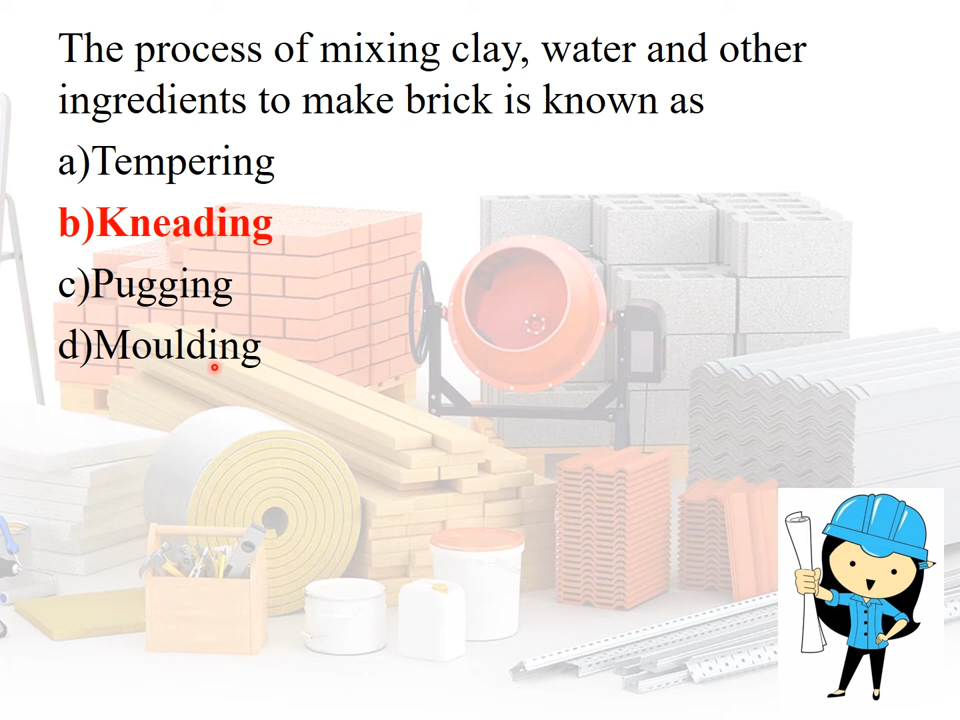 The process of mixing clay, water and other
ingredients to make brick is known as
a)Tempering
b)Kneading
c)Pugging
d)Moulding